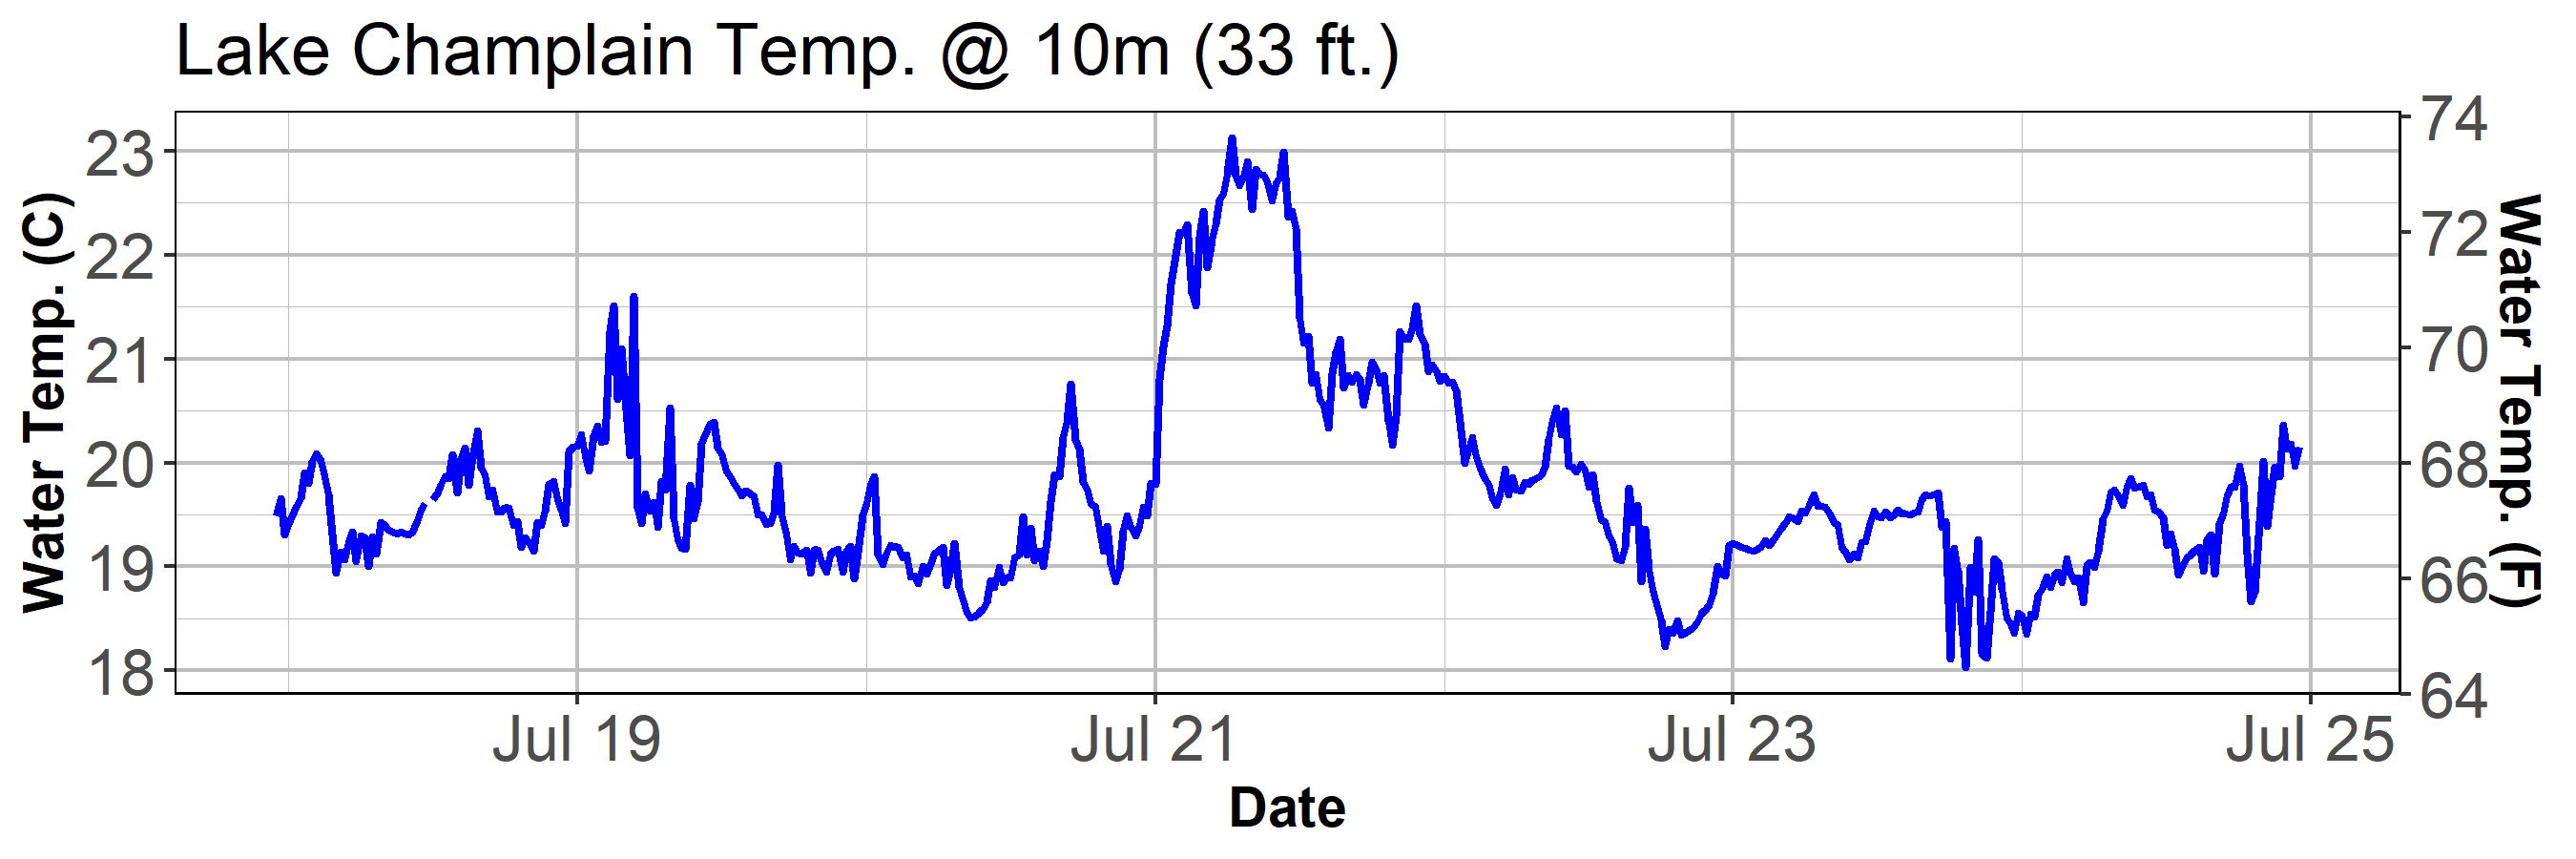 Lake Champlain Temp. @ 10m (33 ft.)
Water Temp. (C)
23
22
21
20
19
18
74
72
70
68
66
64
Water Temp. (F)
Jul 19
Jul 21
Jul 23
Jul 25
Date